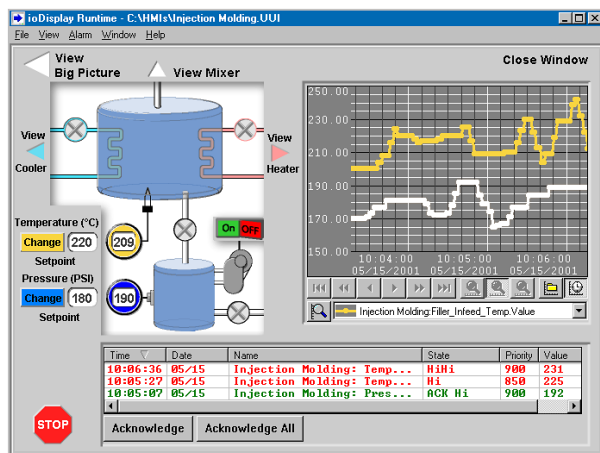 ioDisplay Runtime - C:\HMIs\Injection Molding.UUI
File View Alarm Window Help
View
Big Picture
View Mixer
Close Window
View
Cooler
View
Heater
250.00
230.00
210.00
190.00
170.00
150.00
10:04:00 10:05:00 10:06:00
05/15/2001 05/15/2001 05/15/2001
Temperature (°C)
Change 220
Setpoint
209
On OFF
Pressure (PSI)
Change 180
Setpoint
190
Injection Molding:Filler_Infeed_Temp.Value
Time Date Name State Priority Value
10:06:36 05/15 Injection Molding: Temp... HiHi 900 231
10:05:27 05/15 Injection Molding: Temp... Hi 850 225
10:05:07 05/15 Injection Molding: Pres... ACK Hi 900 192
STOP
Acknowledge Acknowledge All